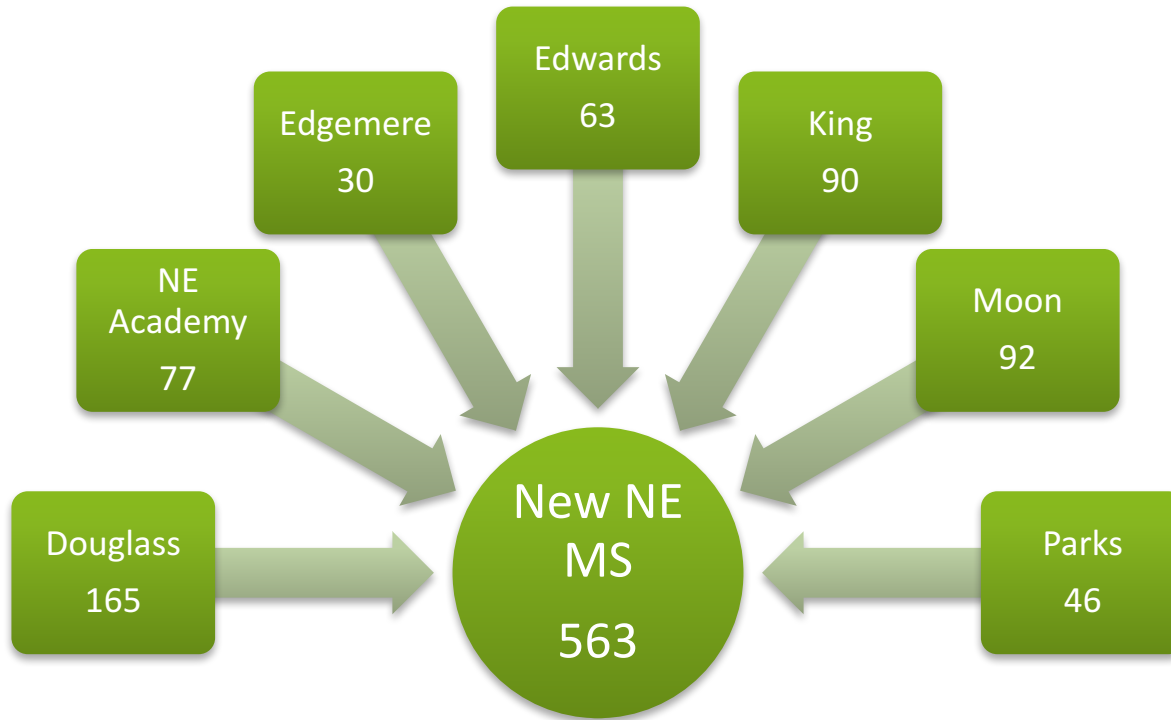 Edwards
63
Edgemere
30
King
90
NE
Academy
77
Moon
92
Douglass
165
New NE
MS
563
Parks
46